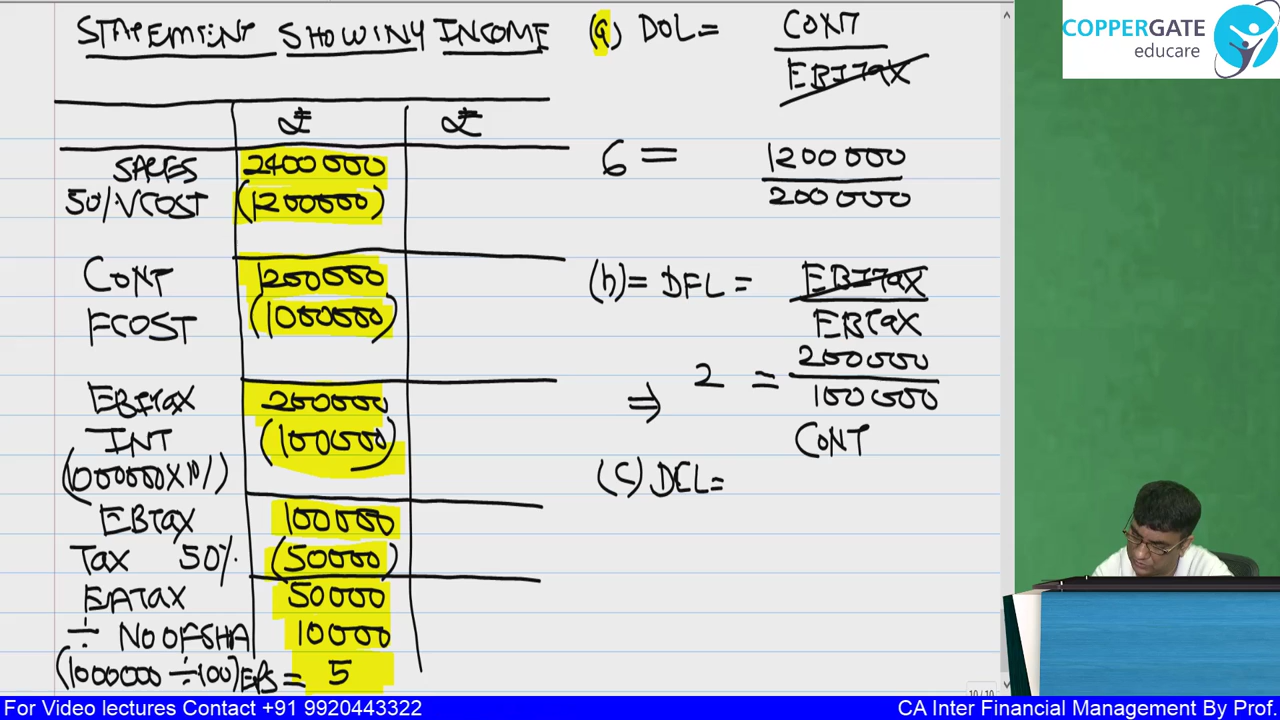 STATEMENT SHOWING INCOME
₹ ₹
SALES 2400000
50% VCOST (1200000)
CONT 1200000
FCOST (1000000)
EBITax 200000
INT (100000)
(1000000X10%)
EBTax 100000
Tax 50% (50000)
EATax 50000
÷ NO OF SHA 10000
(1000000 ÷ 100) EPS = 5
(a) DOL = CONT
EBITax
6 = 1200000
200000
(b) = DFL = EBITax
EBTax
⇒ 2 = 200000
100000
CONT
(C) DCL=
COPPERGATE
educare
10/10
For Video lectures Contact +91 9920443322
CA Inter Financial Management By Prof.